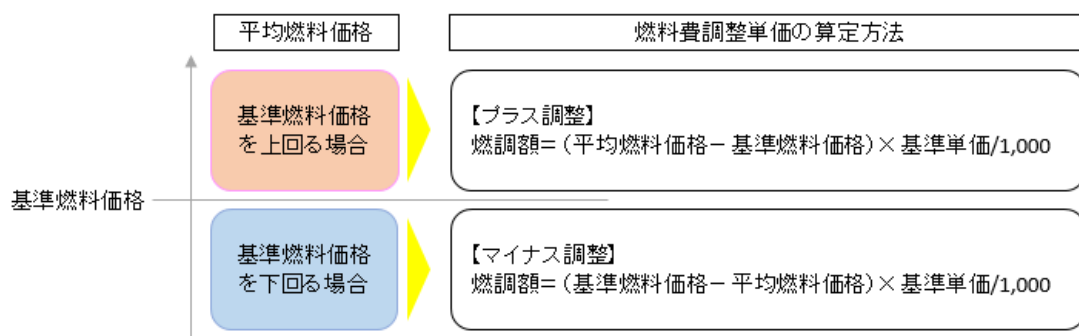 平均燃料価格
燃料費調整単価の算定方法
基準燃料価格
を上回る場合
【プラス調整】
燃調額=(平均燃料価格−基準燃料価格)×基準単価/1,000
基準燃料価格
基準燃料価格
を下回る場合
【マイナス調整】
燃調額=(基準燃料価格−平均燃料価格)×基準単価/1,000